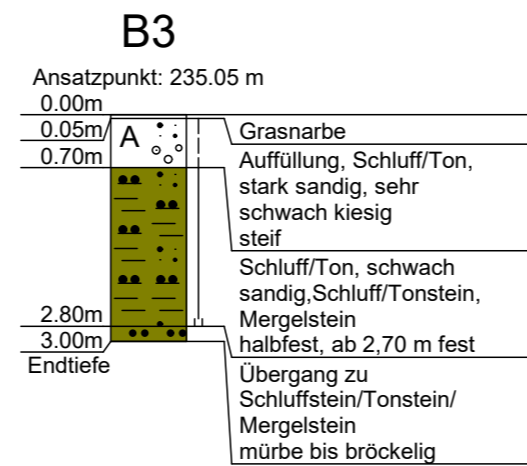 B3
Ansatzpunkt: 235.05 m
0.00m
0.05m
A
Grasnarbe
0.70m
Auffüllung, Schluff/Ton,
stark sandig, sehr
schwach kiesig
steif
Schluff/Ton, schwach
sandig,Schluff/Tonstein,
Mergelstein
halbfest, ab 2,70 m fest
2.80m
3.00m
Endtiefe
Übergang zu
Schluffstein/Tonstein/
Mergelstein
mürbe bis bröckelig